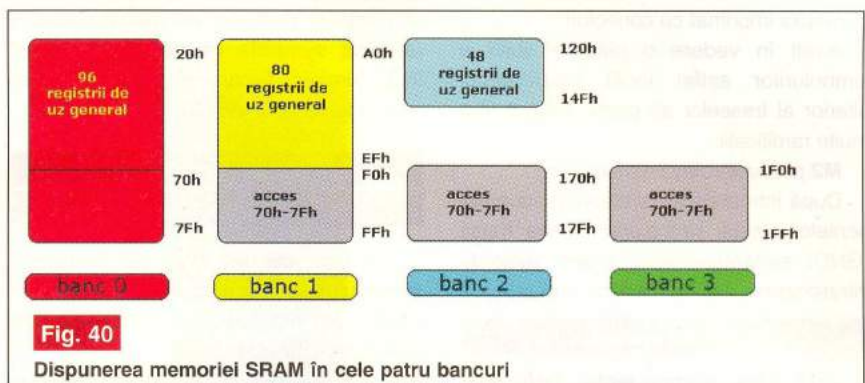 96
registrii de
uz general
20h
70h
7Fh
80
registrii de
uz general
A0h
EFh
F0h
acces
70h-7Fh
FFh
48
registrii de
uz general
120h
14Fh
acces
70h-7Fh
170h
17Fh
acces
70h-7Fh
1F0h
1FFh
banc 0
banc 1
banc 2
banc 3
Fig. 40
Dispunerea memoriei SRAM în cele patru bancuri